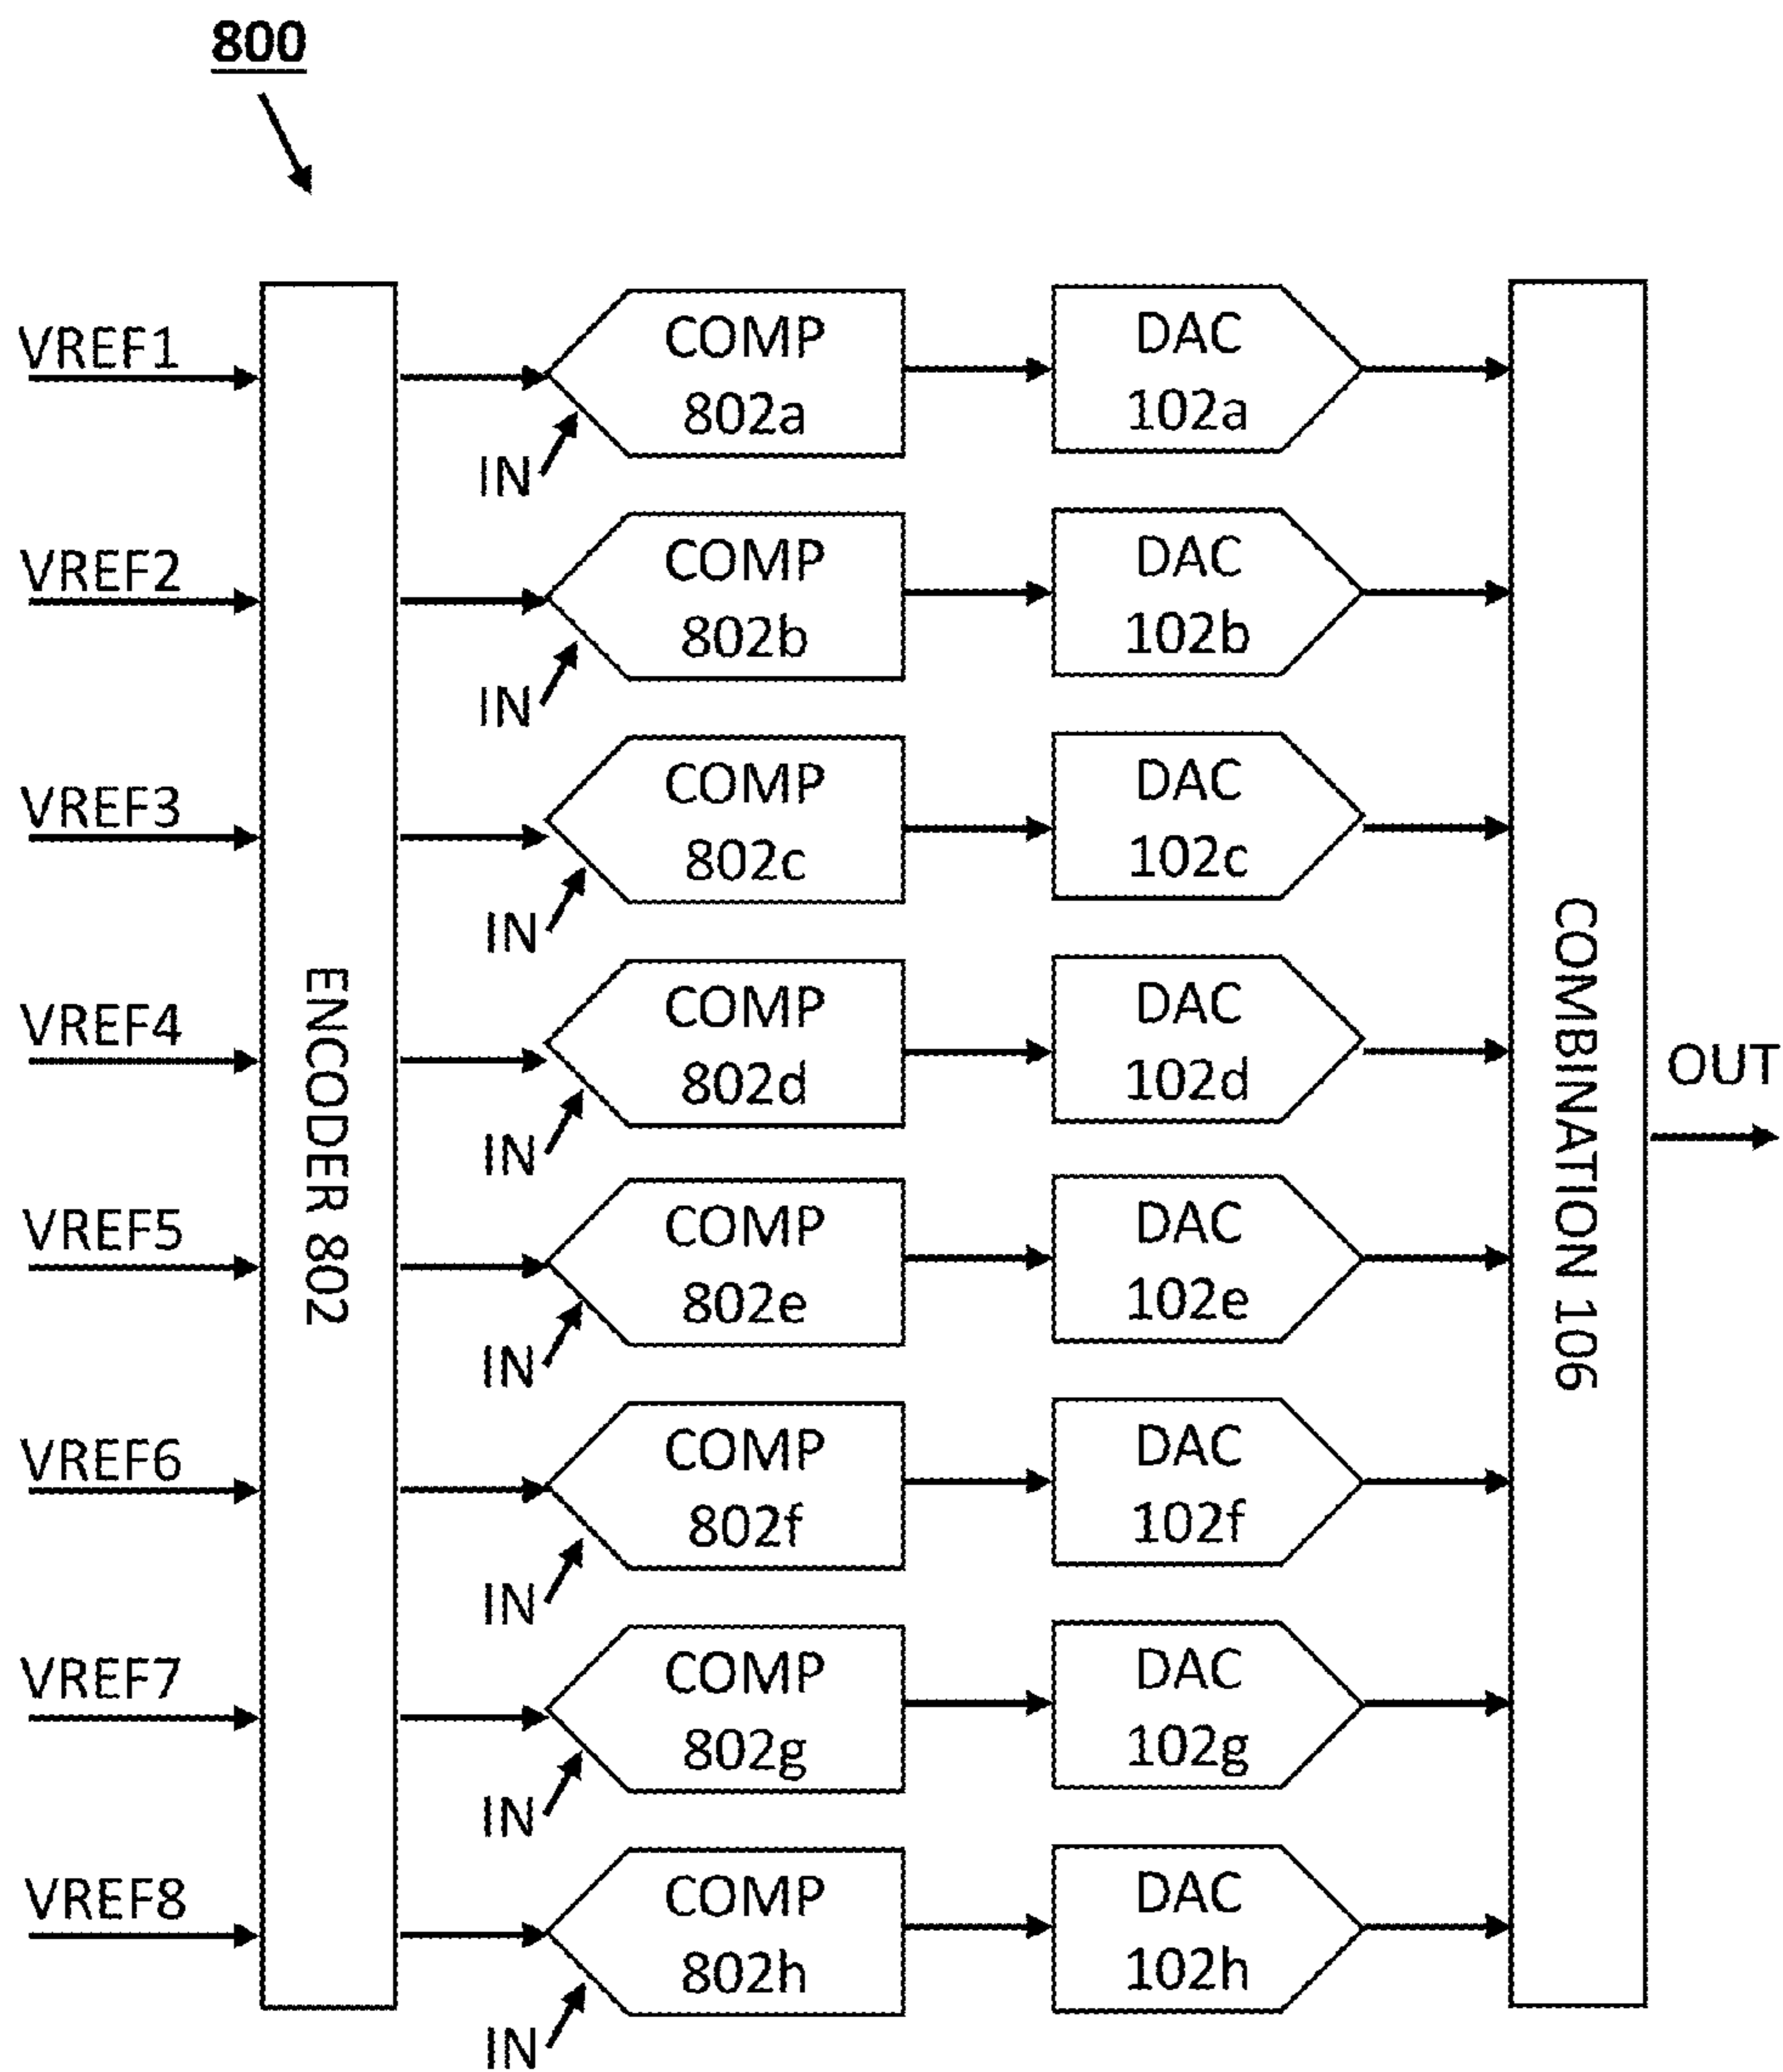 800
VREF1
COMP
802a
DAC
102a
IN
VREF2
COMP
802b
DAC
102b
IN
VREF3
COMP
802c
DAC
102c
IN
VREF4
COMP
802d
DAC
102d
IN
VREF5
COMP
802e
DAC
102e
IN
VREF6
COMP
802f
DAC
102f
IN
VREF7
COMP
802g
DAC
102g
IN
VREF8
COMP
802h
DAC
102h
IN
ENCODER 802
COMBINATION 106
OUT